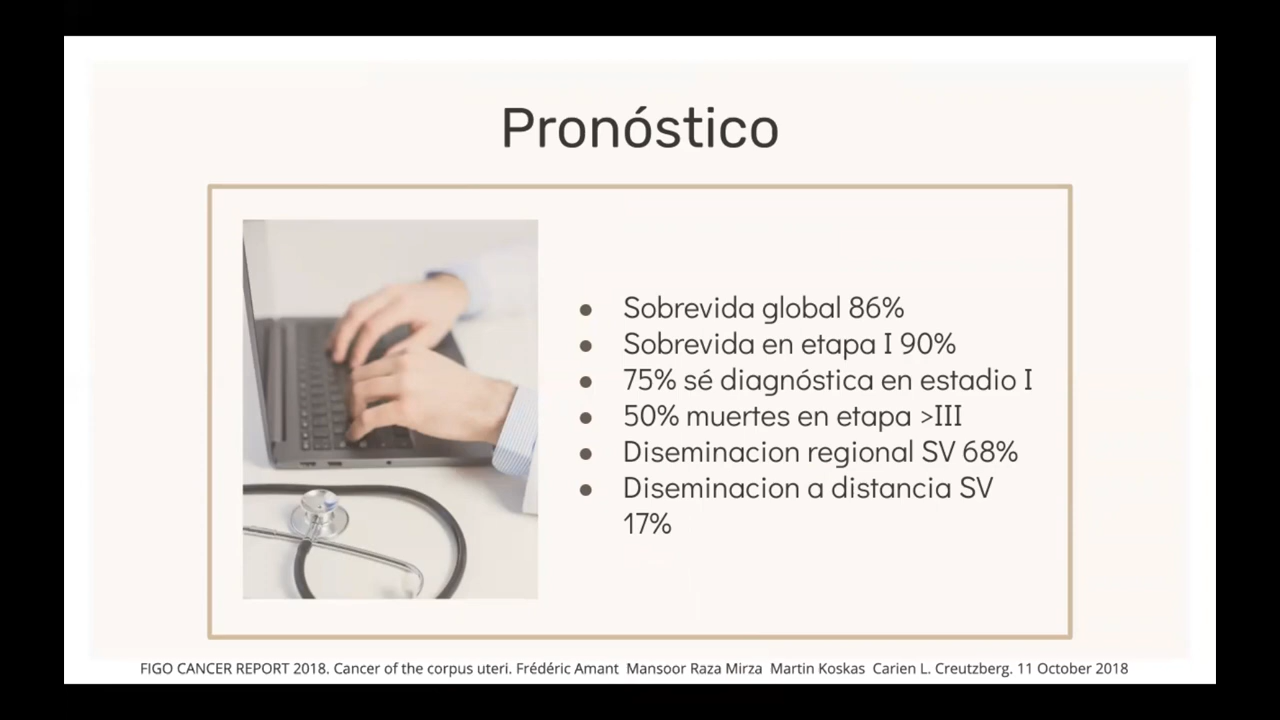 Pronóstico
● Sobrevida global 86%
● Sobrevida en etapa I 90%
● 75% sé diagnóstica en estadio I
● 50% muertes en etapa >III
● Diseminacion regional SV 68%
● Diseminacion a distancia SV
17%
FIGO CANCER REPORT 2018. Cancer of the corpus uteri. Frédéric Amant Mansoor Raza Mirza Martin Koskas Carien L. Creutzberg. 11 October 2018